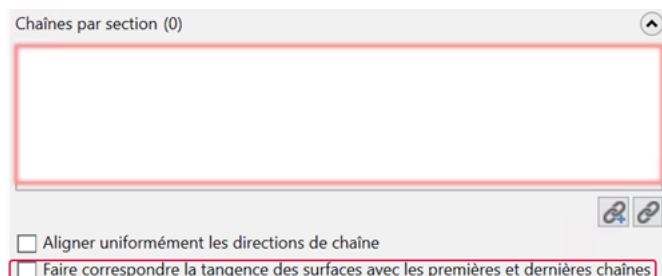 Chaînes par section (0)
Aligner uniformément les directions de chaîne
Faire correspondre la tangence des surfaces avec les premières et dernières chaînes